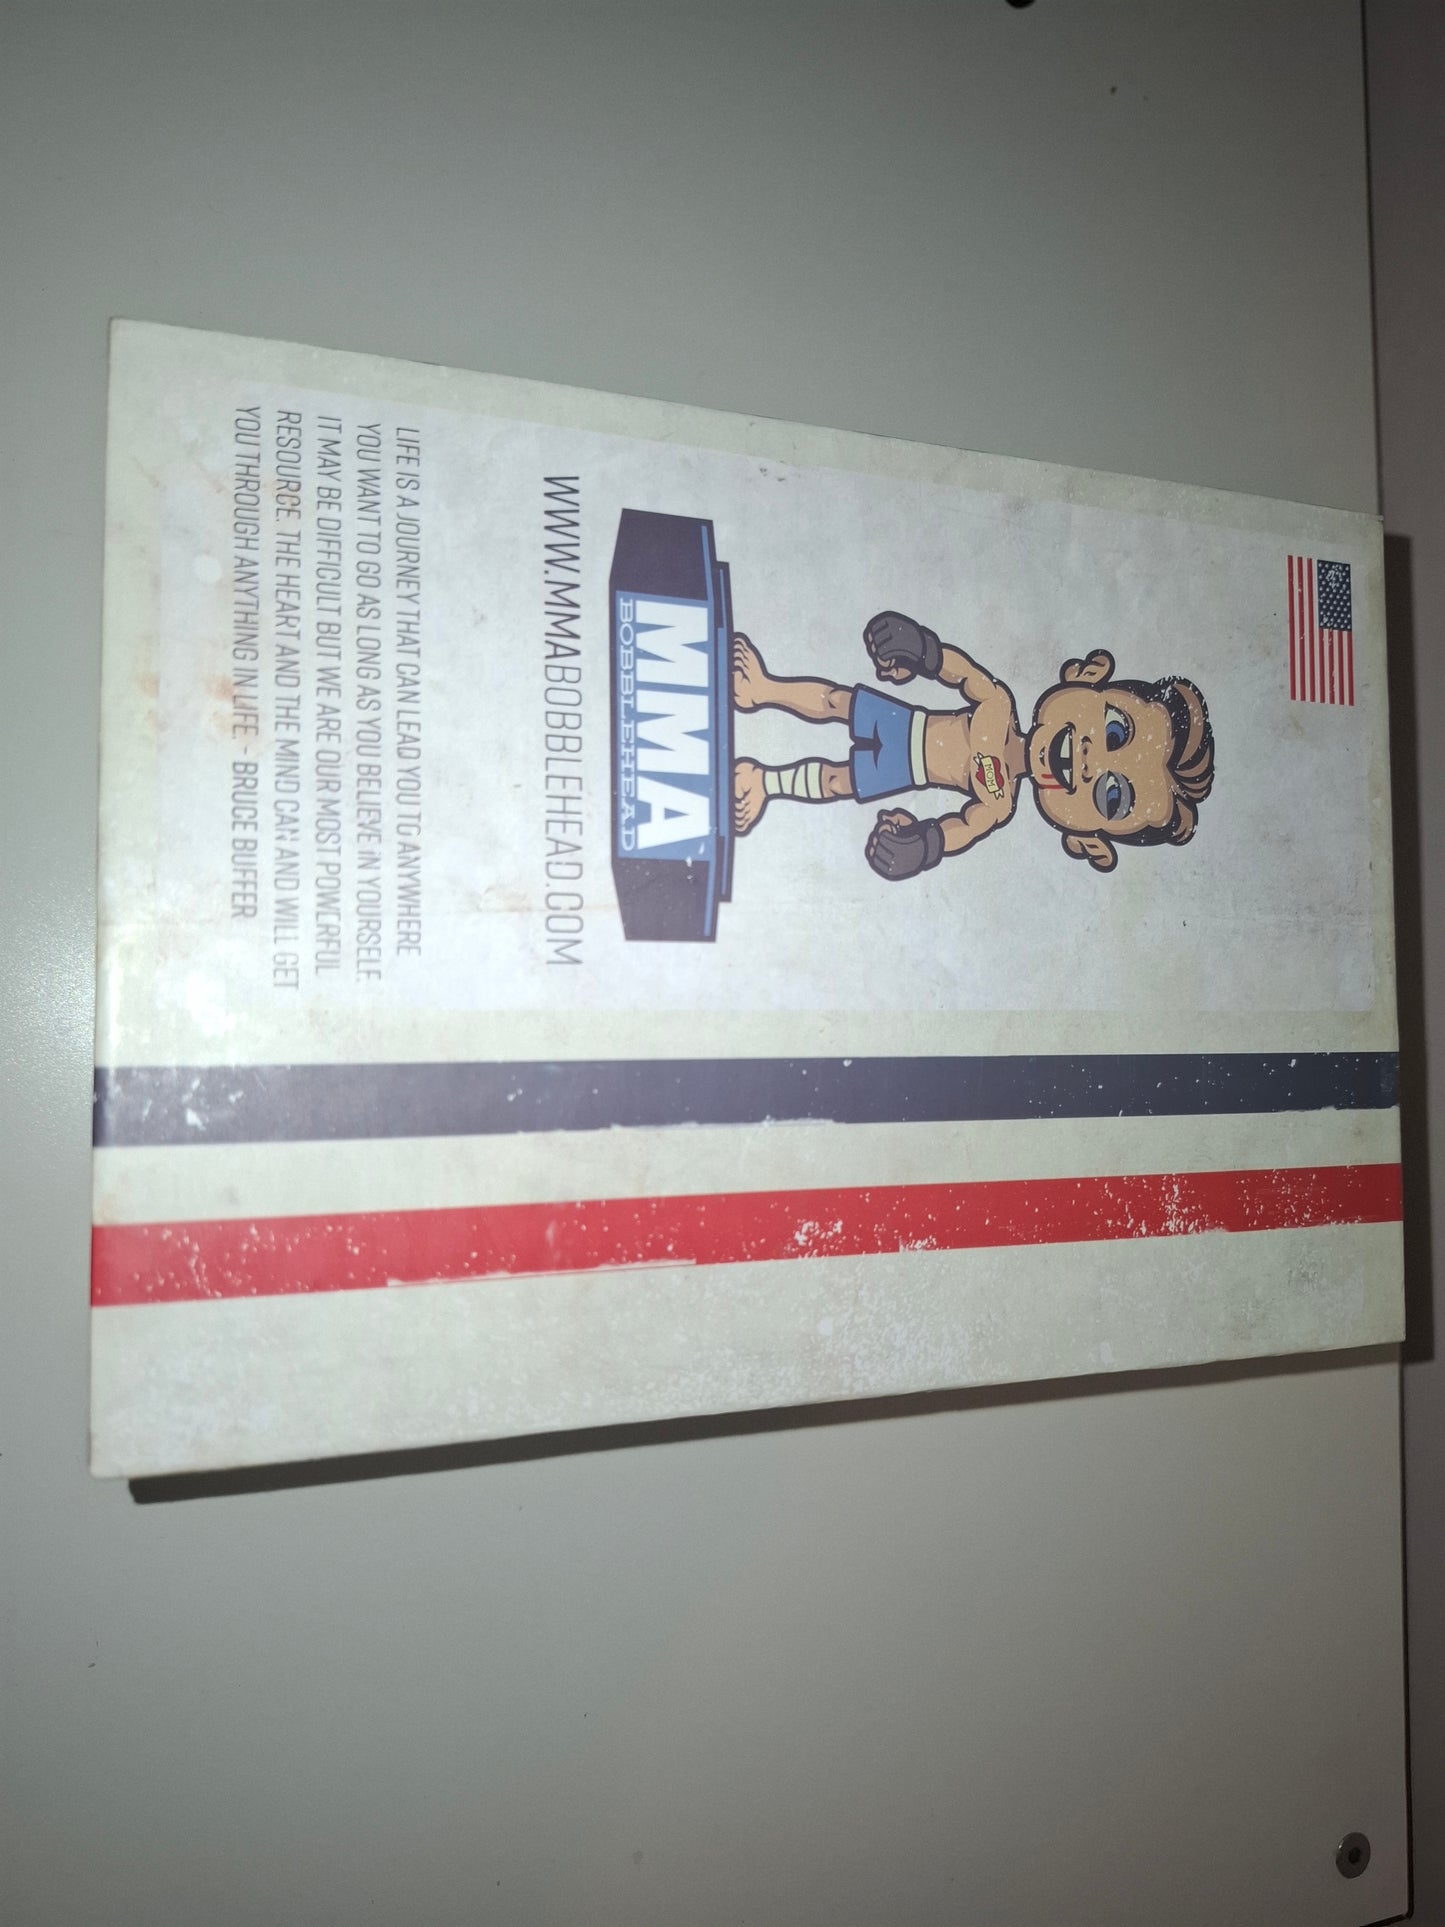 MOM
MMA
BOBBLEHEAD
WWW.MMABOBBLEHEAD.COM
LIFE IS A JOURNEY THAT CAN LEAD YOU TO ANYWHERE
YOU WANT TO GO AS LONG AS YOU BELIEVE IN YOURSELF.
IT MAY BE DIFFICULT BUT WE ARE OUR MOST POWERFUL
RESOURCE. THE HEART AND THE MIND CAN AND WILL GET
YOU THROUGH ANYTHING IN LIFE. - BRUCE BUFFER